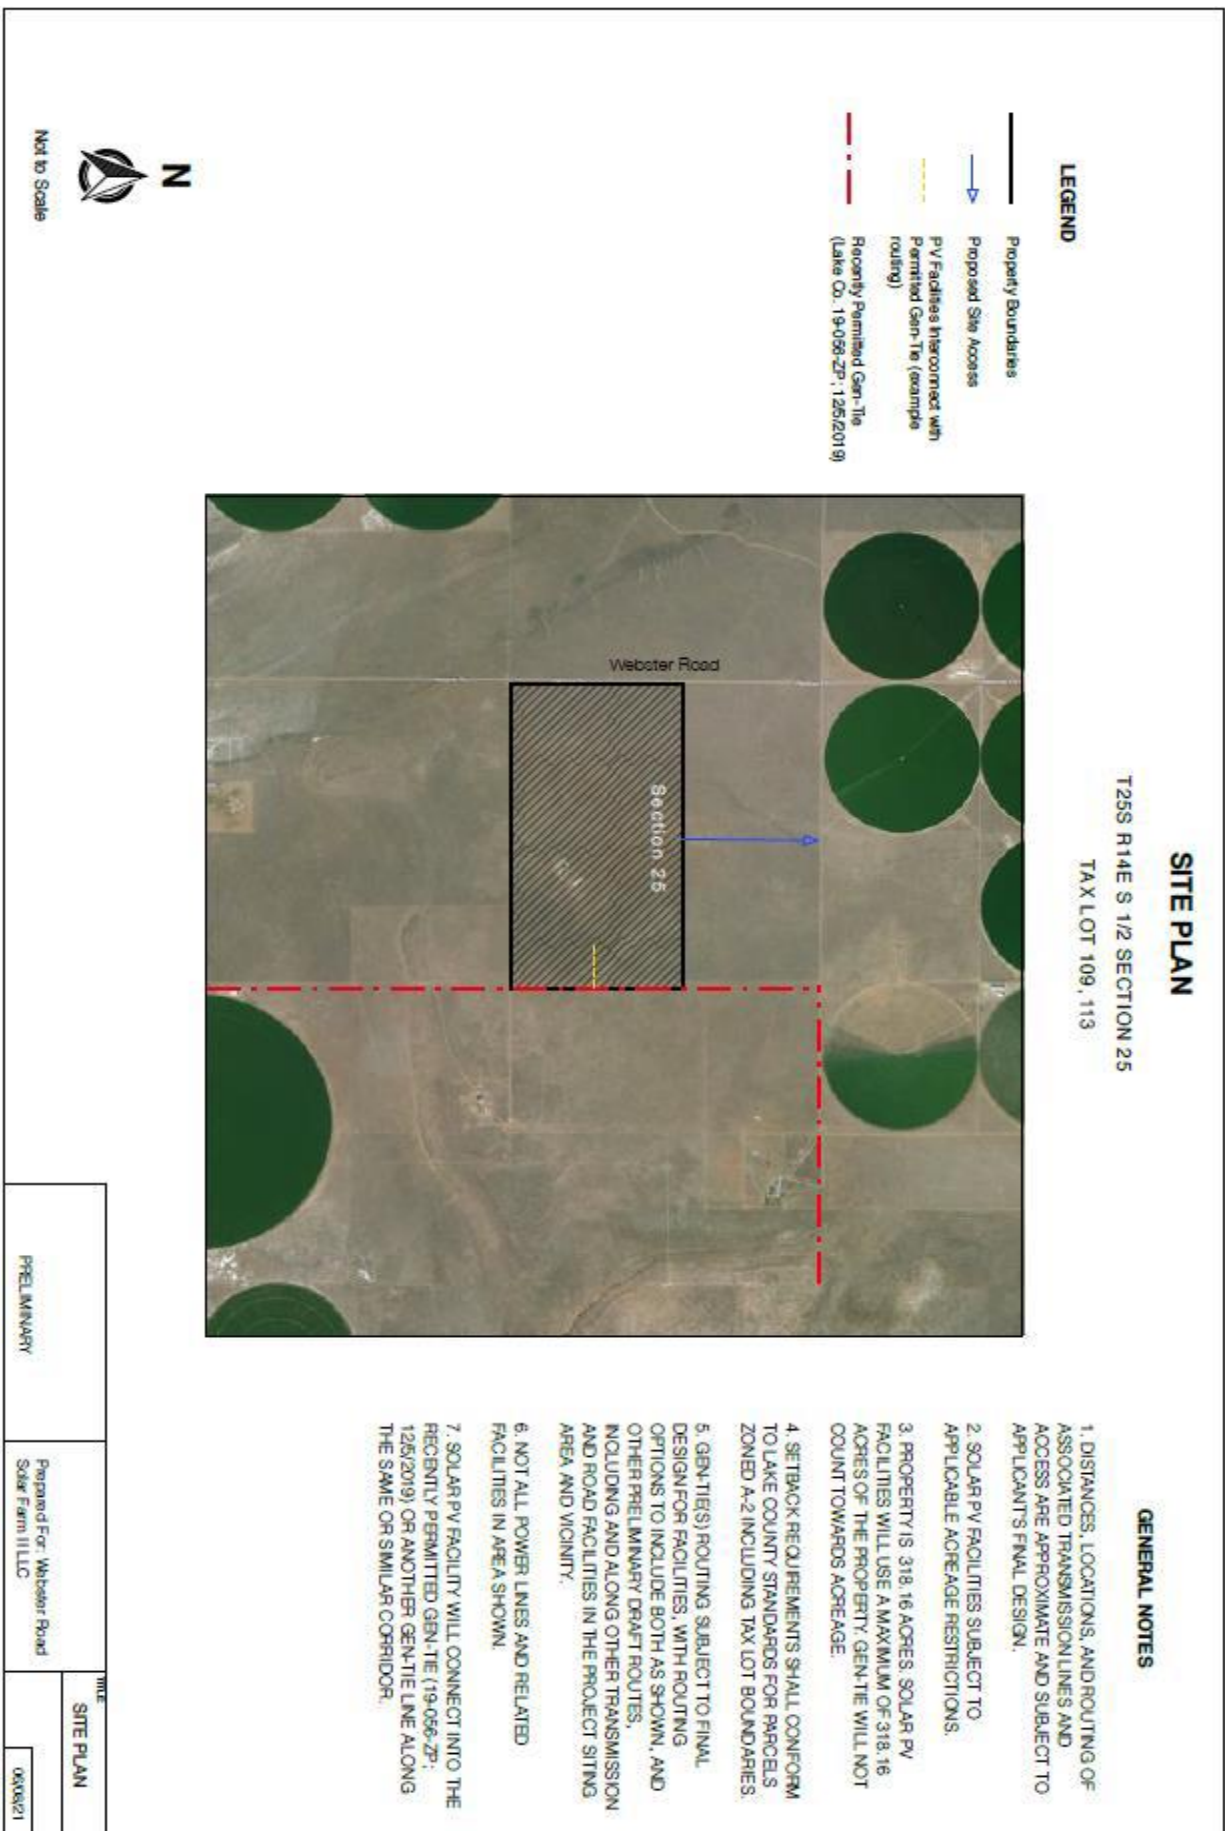 SITE PLAN
T25S R14E S 1/2 SECTION 25
TAX LOT 109, 113
LEGEND
Property Boundaries
Proposed Site Access
PV Facilities Interconnect with
Permitted Gen-Tie (example
routing)
Recently Permitted Gen-Tie
(Lake Co. 19-056-ZP; 12/5/2019)
N
Not to Scale
Webster Road
Section 25
GENERAL NOTES
1. DISTANCES, LOCATIONS, AND ROUTING OF
ASSOCIATED TRANSMISSION LINES AND
ACCESS ARE APPROXIMATE AND SUBJECT TO
APPLICANT'S FINAL DESIGN.
2. SOLAR PV FACILITIES SUBJECT TO
APPLICABLE ACREAGE RESTRICTIONS.
3. PROPERTY IS 318.16 ACRES. SOLAR PV
FACILITIES WILL USE A MAXIMUM OF 318.16
ACRES OF THE PROPERTY. GEN-TIE WILL NOT
COUNT TOWARDS ACREAGE.
4. SETBACK REQUIREMENTS SHALL CONFORM
TO LAKE COUNTY STANDARDS FOR PARCELS
ZONED A-2 INCLUDING TAX LOT BOUNDARIES.
5. GEN-TIE(S) ROUTING SUBJECT TO FINAL
DESIGN FOR FACILITIES, WITH ROUTING
OPTIONS TO INCLUDE BOTH AS SHOWN, AND
OTHER PRELIMINARY DRAFT ROUTES,
INCLUDING AND ALONG OTHER TRANSMISSION
AND ROAD FACILITIES IN THE PROJECT SITING
AREA AND VICINITY.
6. NOT ALL POWER LINES AND RELATED
FACILITIES IN AREA SHOWN.
7. SOLAR PV FACILITY WILL CONNECT INTO THE
RECENTLY PERMITTED GEN-TIE (19-056-ZP;
12/5/2019) OR ANOTHER GEN-TIE LINE ALONG
THE SAME OR SIMILAR CORRIDOR.
PRELIMINARY
Prepared For: Webster Road
Solar Farm II LLC
TITLE
SITE PLAN
06/08/21